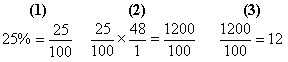 (1) (2) (3)
25% = 25/100   25/100 × 48/1 = 1200/100   1200/100 = 12